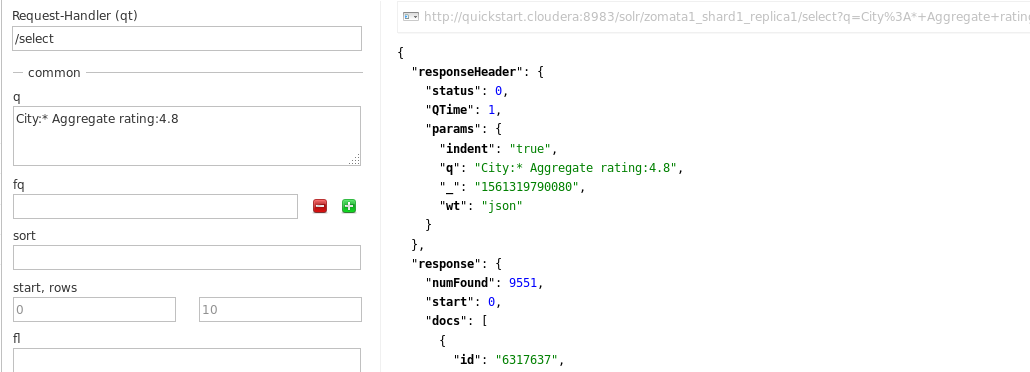 Request-Handler (qt)
/select
common
q
City:* Aggregate rating:4.8
fq
sort
start, rows
0
10
fl
http://quickstart.cloudera:8983/solr/zomata1_shard1_replica1/select?q=City%3A*+Aggregate+ratin
{
"responseHeader": {
"status": 0,
"QTime": 1,
"params": {
"indent": "true",
"q": "City:* Aggregate rating:4.8",
"_": "1561319790080",
"wt": "json"
}
},
"response": {
"numFound": 9551,
"start": 0,
"docs": [
{
"id": "6317637",